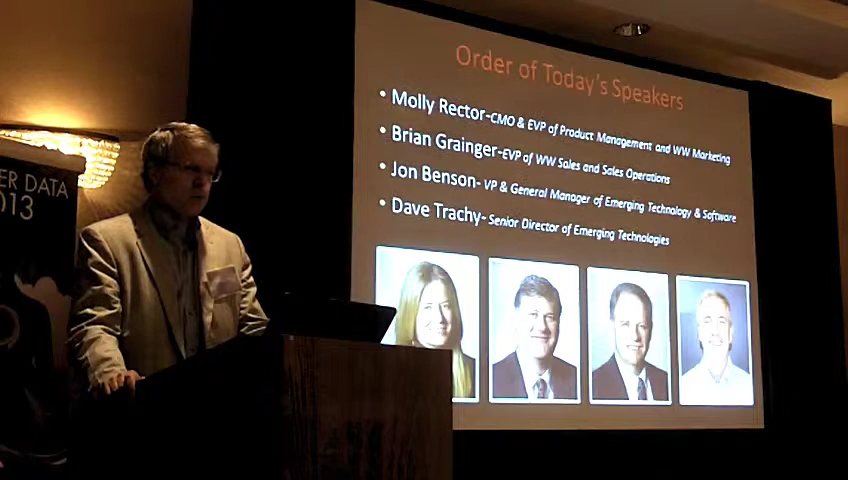 Order of Today's Speakers
• Molly Rector-CMO & EVP of Product Management and WW Marketing
• Brian Grainger-EVP of WW Sales and Sales Operations
• Jon Benson- VP & General Manager of Emerging Technology & Software
• Dave Trachy- Senior Director of Emerging Technologies
ER DATA
013